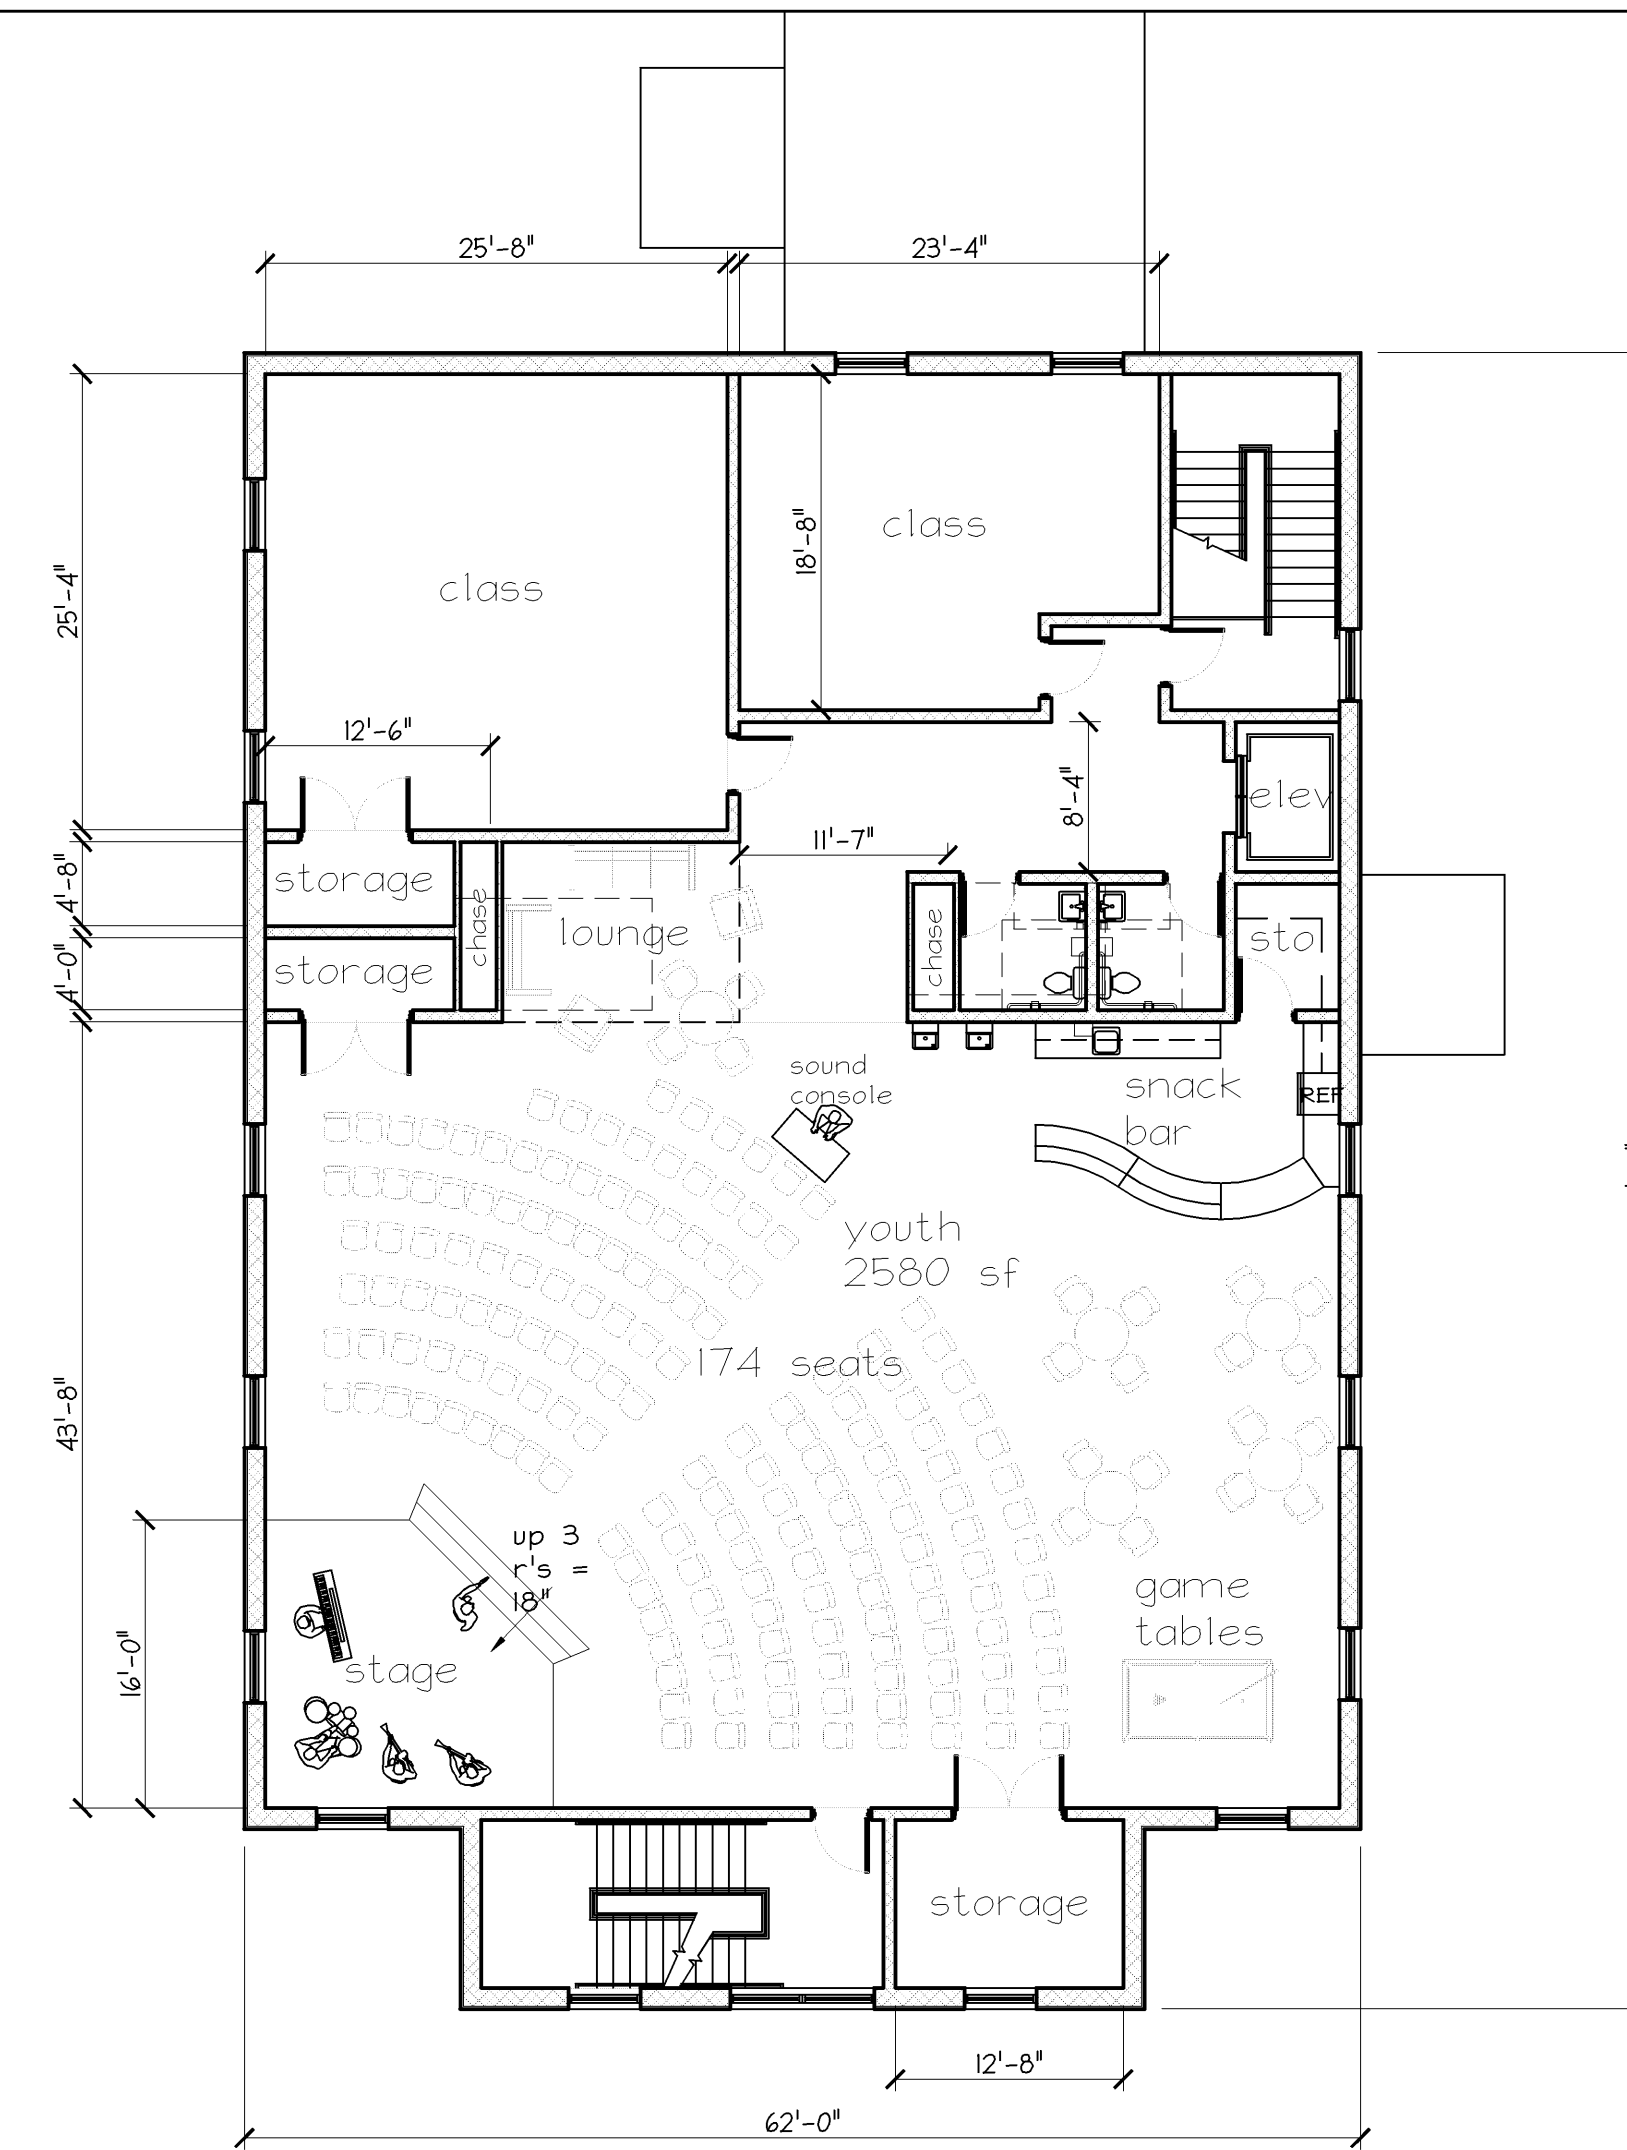 25'-8"
23'-4"
18'-8"
class
class
25'-4"
12'-6"
8'-4"
elev
11'-7"
4'-8"
storage
chase
lounge
chase
sto
4'-0"
storage
sound
console
snack
bar
REF
youth
2580 sf
174 seats
43'-8"
up 3
r's =
18"
game
tables
16'-0"
stage
storage
12'-8"
62'-0"